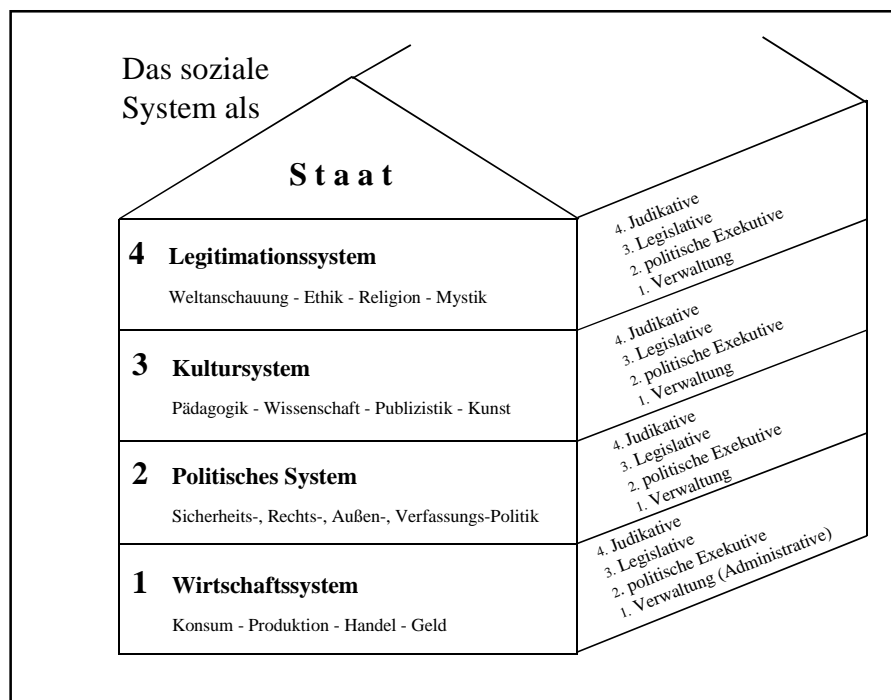 Das soziale
System als
Staat
4 Legitimationssystem
Weltanschauung - Ethik - Religion - Mystik
4. Judikative
3. Legislative
2. politische Exekutive
1. Verwaltung
3 Kultursystem
Pädagogik - Wissenschaft - Publizistik - Kunst
4. Judikative
3. Legislative
2. politische Exekutive
1. Verwaltung
2 Politisches System
Sicherheits-, Rechts-, Außen-, Verfassungs-Politik
4. Judikative
3. Legislative
2. politische Exekutive
1. Verwaltung
1 Wirtschaftssystem
Konsum - Produktion - Handel - Geld
4. Judikative
3. Legislative
2. politische Exekutive
1. Verwaltung (Administrative)